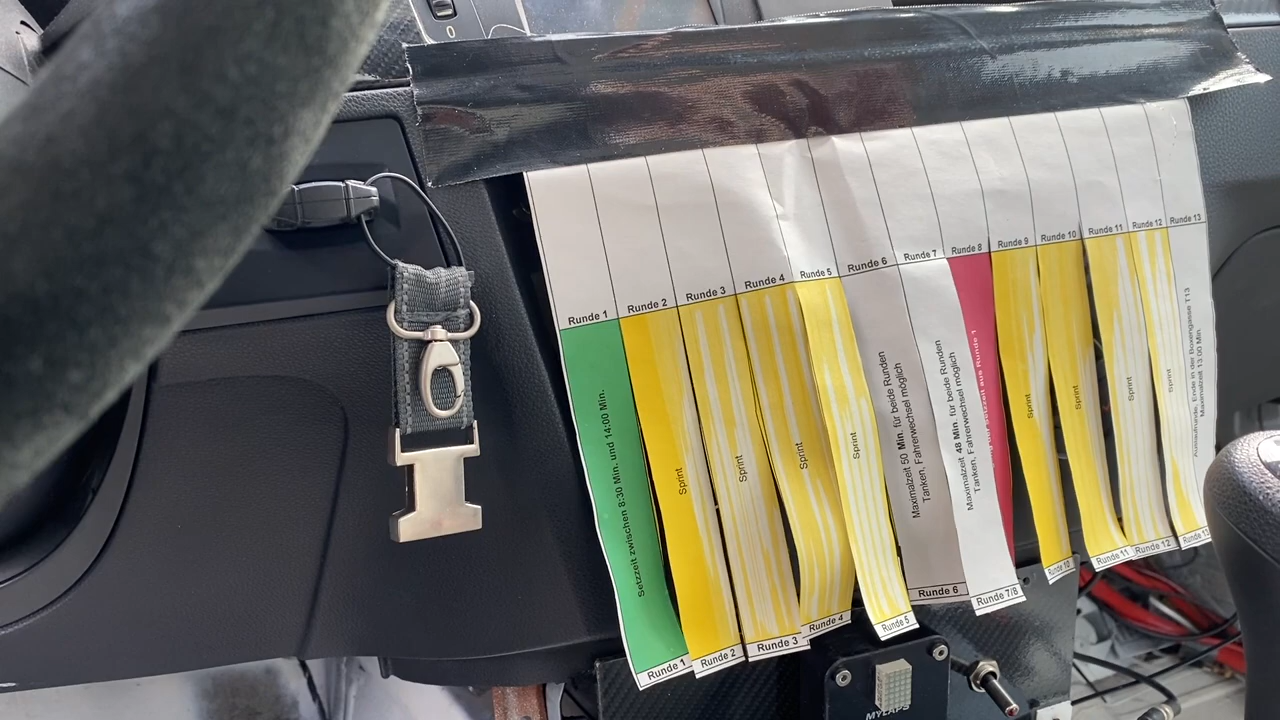 0
Runde 1
Runde 2
Runde 3
Runde 4
Runde 5
Runde 6
Runde 7
Runde 8
Runde 9
Runde 10
Runde 11
Runde 12
Runde 13
Setzzeit zwischen 8:30 Min. und 14:00 Min.
Sprint
Sprint
Sprint
Sprint
Maximalzeit 50 Min. für beide Runden
Tanken, Fahrerwechsel möglich
Maximalzeit 48 Min. für beide Runden
Tanken, Fahrerwechsel möglich
Setzzeit aus Runde 1
Sprint
Sprint
Sprint
Sprint
Auslaufrunde, Ende in der Boxengasse T13
Maximalzeit 13:00 Min
Runde 1
Runde 2
Runde 3
Runde 4
Runde 5
Runde 6
Runde 7/8
Runde 10
Runde 11
Runde 12
Runde 13
MYLAPS